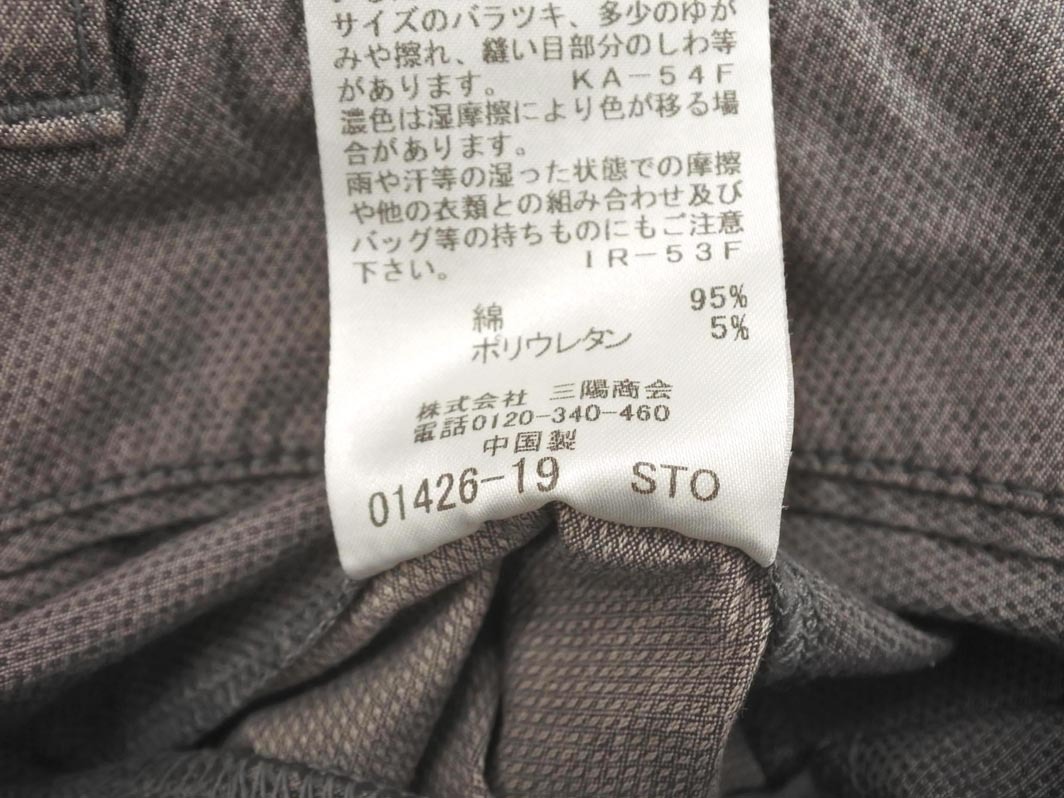 サイズのバラツキ、多少のゆが
みや擦れ、縫い目部分のしわ等
があります。 KA-54F
濃色は湿摩擦により色が移る場
合があります。
雨や汗等の湿った状態での摩擦
や他の衣類との組み合わせ及び
バッグ等の持ちものにもご注意
下さい。 IR-53F
綿 95%
ポリウレタン 5%
株式会社 三陽商会
電話0120-340-460
中国製
01426-19 STO